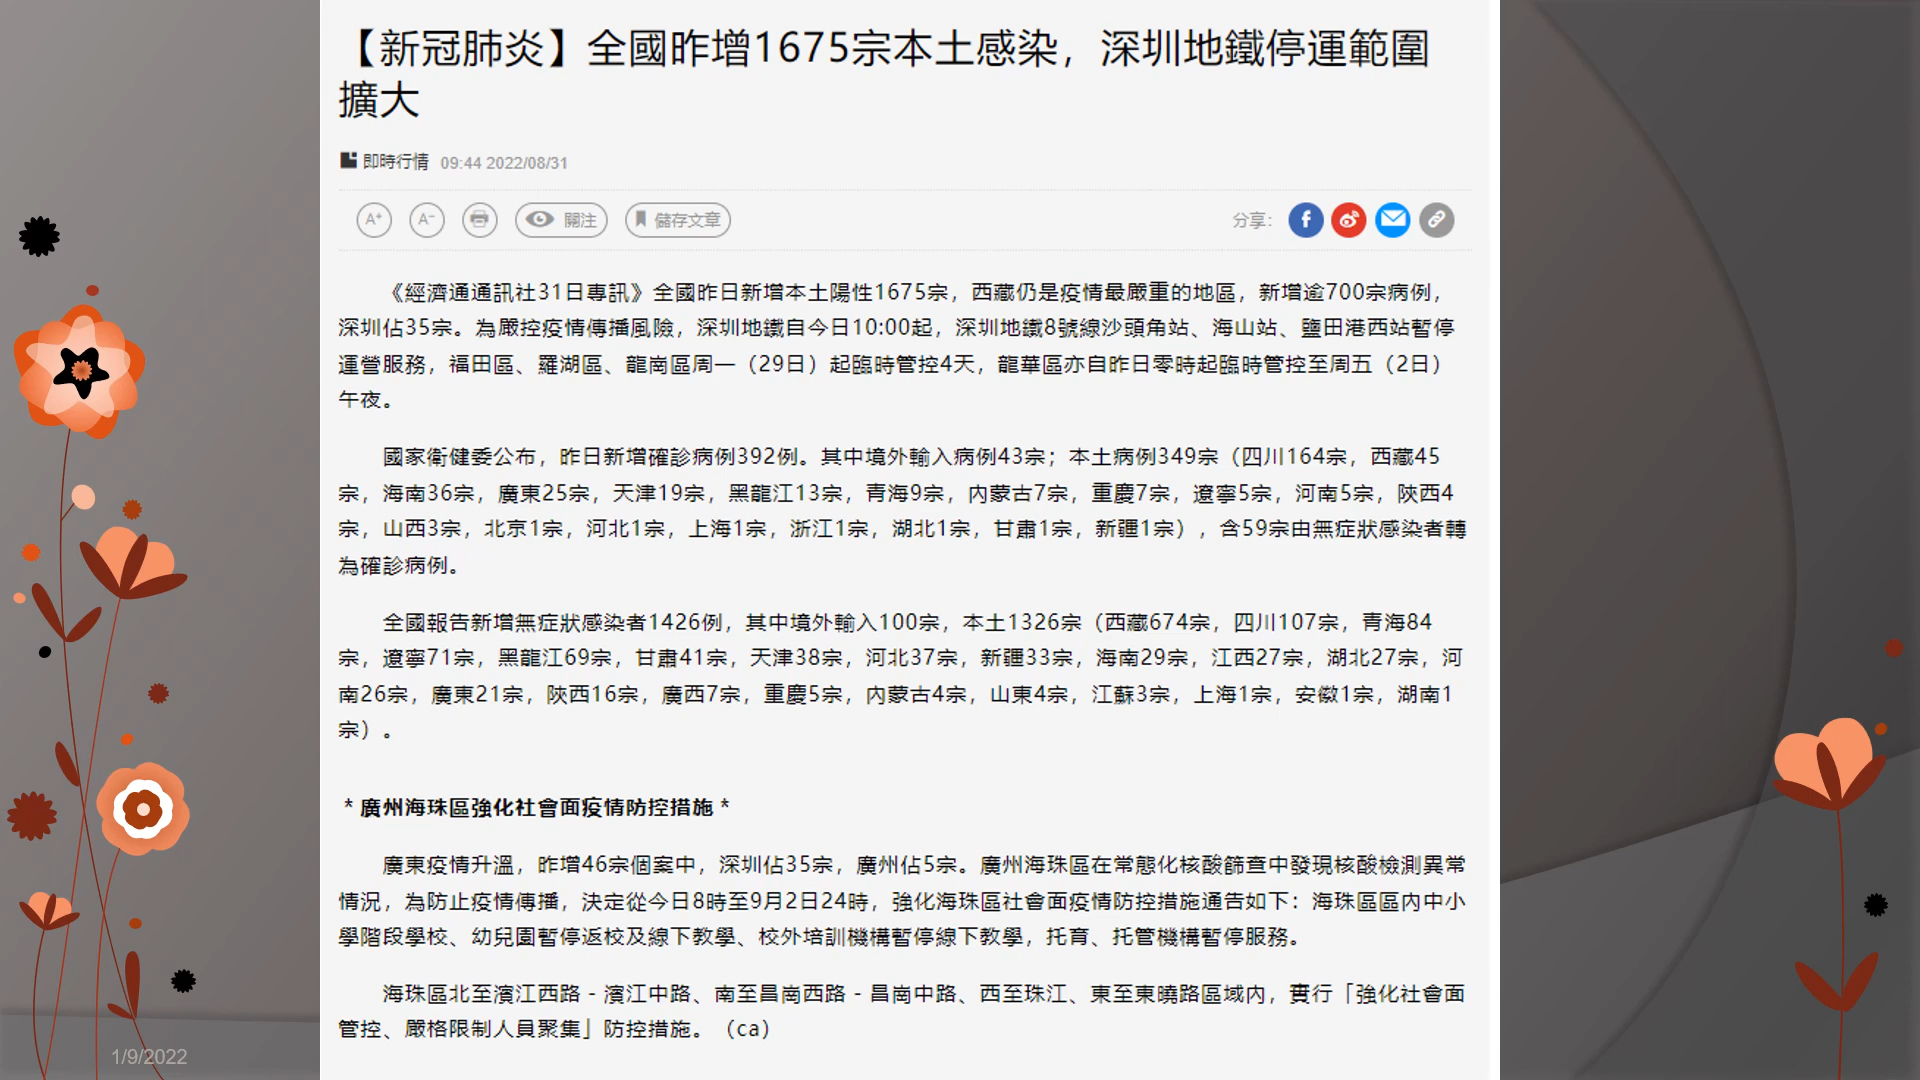 【新冠肺炎】全國昨增1675宗本土感染，深圳地鐵停運範圍
擴大
即時行情 09:44 2022/08/31
A+ A- 關注 儲存文章 分享: f
《經濟通通訊社31日專訊》全國昨日新增本土陽性1675宗，西藏仍是疫情最嚴重的地區，新增逾700宗病例，
深圳佔35宗。為嚴控疫情傳播風險，深圳地鐵自今日10:00起，深圳地鐵8號線沙頭角站、海山站、鹽田港西站暫停
運營服務，福田區、羅湖區、龍崗區周一（29日）起臨時管控4天，龍華區亦自昨日零時起臨時管控至周五（2日）
午夜。
國家衛健委公布，昨日新增確診病例392例。其中境外輸入病例43宗；本土病例349宗（四川164宗，西藏45
宗，海南36宗，廣東25宗，天津19宗，黑龍江13宗，青海9宗，內蒙古7宗，重慶7宗，遼寧5宗，河南5宗，陝西4
宗，山西3宗，北京1宗，河北1宗，上海1宗，浙江1宗，湖北1宗，甘肅1宗，新疆1宗），含59宗由無症狀感染者轉
為確診病例。
全國報告新增無症狀感染者1426例，其中境外輸入100宗，本土1326宗（西藏674宗，四川107宗，青海84
宗，遼寧71宗，黑龍江69宗，甘肅41宗，天津38宗，河北37宗，新疆33宗，海南29宗，江西27宗，湖北27宗，河
南26宗，廣東21宗，陝西16宗，廣西7宗，重慶5宗，內蒙古4宗，山東4宗，江蘇3宗，上海1宗，安徽1宗，湖南1
宗）。
* 廣州海珠區強化社會面疫情防控措施 *
廣東疫情升溫，昨增46宗個案中，深圳佔35宗，廣州佔5宗。廣州海珠區在常態化核酸篩查中發現核酸檢測異常
情況，為防止疫情傳播，決定從今日8時至9月2日24時，強化海珠區社會面疫情防控措施通告如下：海珠區區內中小
學階段學校、幼兒園暫停返校及線下教學、校外培訓機構暫停線下教學，托育、托管機構暫停服務。
海珠區北至濱江西路－濱江中路、南至昌崗西路－昌崗中路、西至珠江、東至東曉路區域內，實行「強化社會面
管控、嚴格限制人員聚集」防控措施。（ca）
1/9/2022